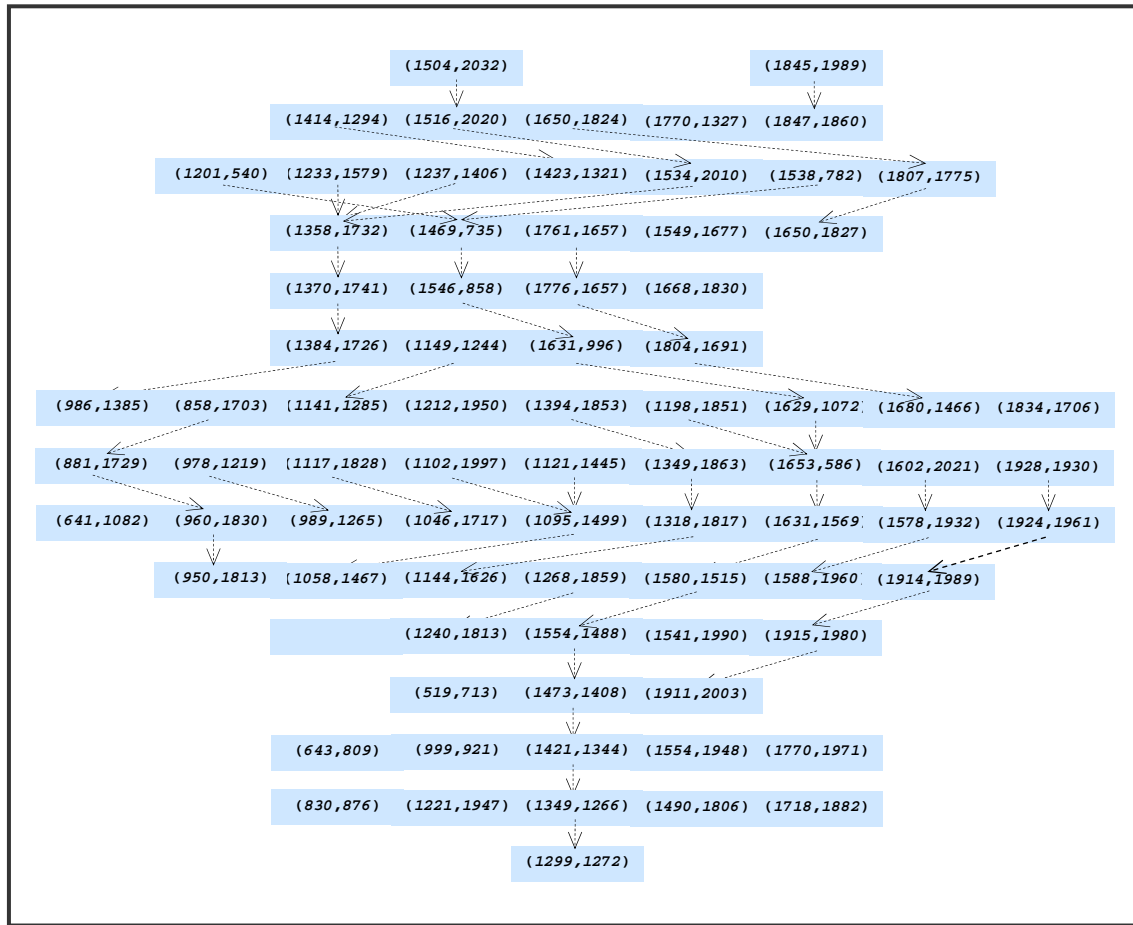 (1504,2032) (1845,1989)
(1414,1294) (1516,2020) (1650,1824) (1770,1327) (1847,1860)
(1201,540) (1233,1579) (1237,1406) (1423,1321) (1534,2010) (1538,782) (1807,1775)
(1358,1732) (1469,735) (1761,1657) (1549,1677) (1650,1827)
(1370,1741) (1546,858) (1776,1657) (1668,1830)
(1384,1726) (1149,1244) (1631,996) (1804,1691)
(986,1385) (858,1703) (1141,1285) (1212,1950) (1394,1853) (1198,1851) (1629,1072) (1680,1466) (1834,1706)
(881,1729) (978,1219) (1117,1828) (1102,1997) (1121,1445) (1349,1863) (1653,586) (1602,2021) (1928,1930)
(641,1082) (960,1830) (989,1265) (1046,1717) (1095,1499) (1318,1817) (1631,1569) (1578,1932) (1924,1961)
(950,1813) (1058,1467) (1144,1626) (1268,1859) (1580,1515) (1588,1960) (1914,1989)
(1240,1813) (1554,1488) (1541,1990) (1915,1980)
(519,713) (1473,1408) (1911,2003)
(643,809) (999,921) (1421,1344) (1554,1948) (1770,1971)
(830,876) (1221,1947) (1349,1266) (1490,1806) (1718,1882)
(1299,1272)